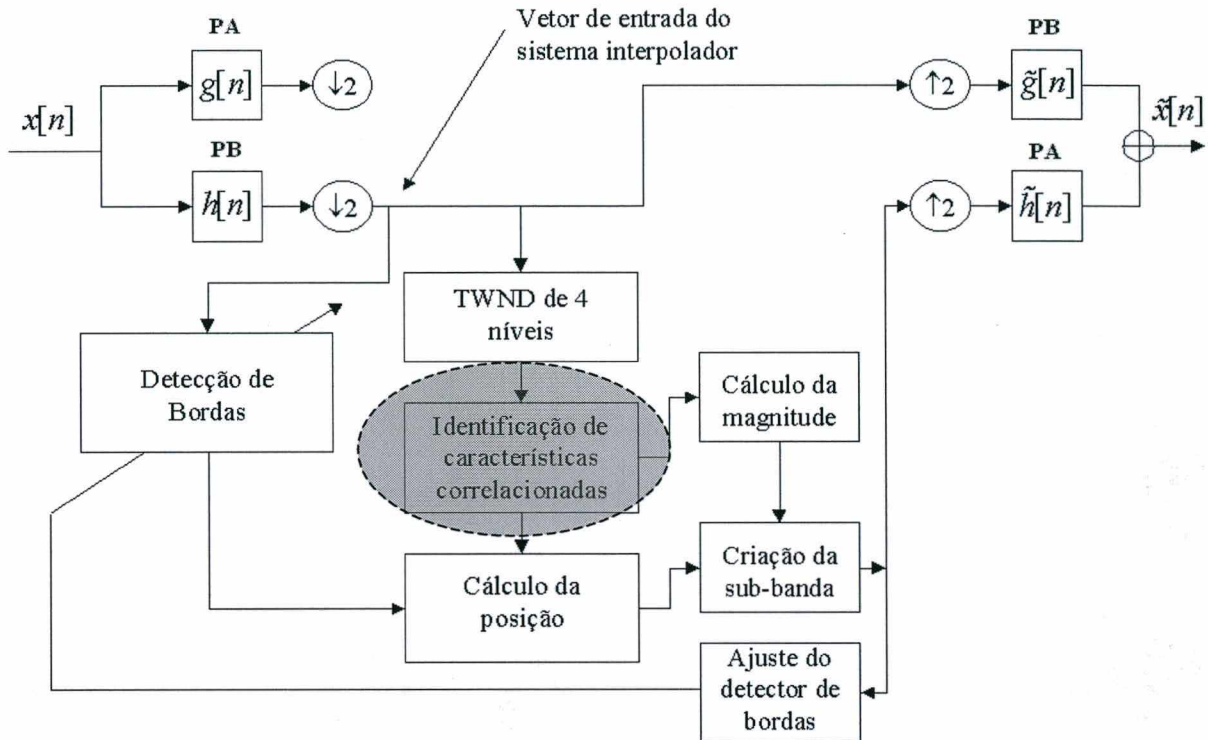 PA
g[n]
↓2
x[n]
PB
h[n]
↓2
Vetor de entrada do
sistema interpolador
PB
↑2
g̃[n]
x̃[n]
PA
↑2
h̃[n]
TWND de 4
níveis
Detecção de
Bordas
Identificação de
características
correlacionadas
Cálculo da
magnitude
Cálculo da
posição
Criação da
sub-banda
Ajuste do
detector de
bordas